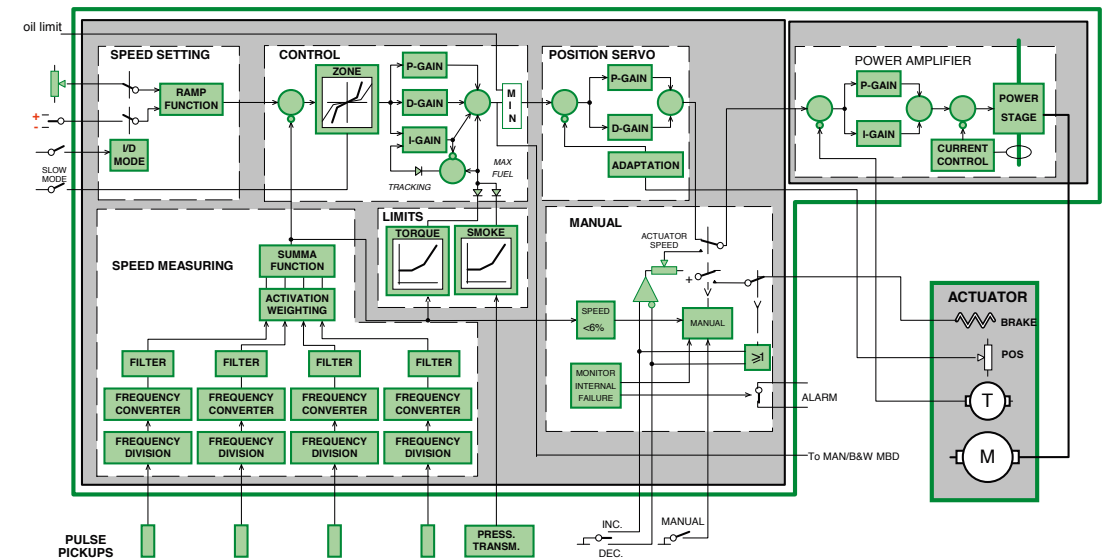 oil limit
SPEED SETTING
RAMP
FUNCTION
+
-
I/D
MODE
SLOW
MODE
CONTROL
ZONE
P-GAIN
D-GAIN
I-GAIN
TRACKING
MAX
FUEL
M
I
N
POSITION SERVO
P-GAIN
D-GAIN
ADAPTATION
POWER AMPLIFIER
P-GAIN
I-GAIN
POWER
STAGE
CURRENT
CONTROL
LIMITS
TORQUE
SMOKE
SPEED MEASURING
SUMMA
FUNCTION
ACTIVATION
WEIGHTING
FILTER
FILTER
FILTER
FILTER
FREQUENCY
CONVERTER
FREQUENCY
CONVERTER
FREQUENCY
CONVERTER
FREQUENCY
CONVERTER
FREQUENCY
DIVISION
FREQUENCY
DIVISION
FREQUENCY
DIVISION
FREQUENCY
DIVISION
MANUAL
ACTUATOR
SPEED
+
SPEED
<6%
MANUAL
MONITOR
INTERNAL
FAILURE
≥1
ALARM
To MAN/B&W MBD
ACTUATOR
BRAKE
POS
T
M
PULSE
PICKUPS
PRESS.
TRANSM.
INC.
DEC.
MANUAL